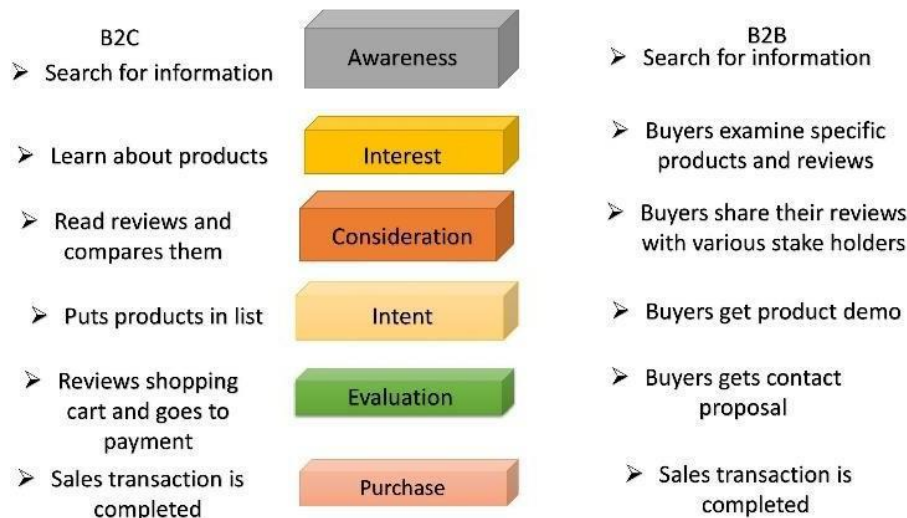 B2C
Search for information
Awareness
B2B
Search for information
Learn about products
Interest
Buyers examine specific
products and reviews
Read reviews and
compares them
Consideration
Buyers share their reviews
with various stake holders
Puts products in list
Intent
Buyers get product demo
Reviews shopping
cart and goes to
payment
Evaluation
Buyers gets contact
proposal
Sales transaction is
completed
Purchase
Sales transaction is
completed